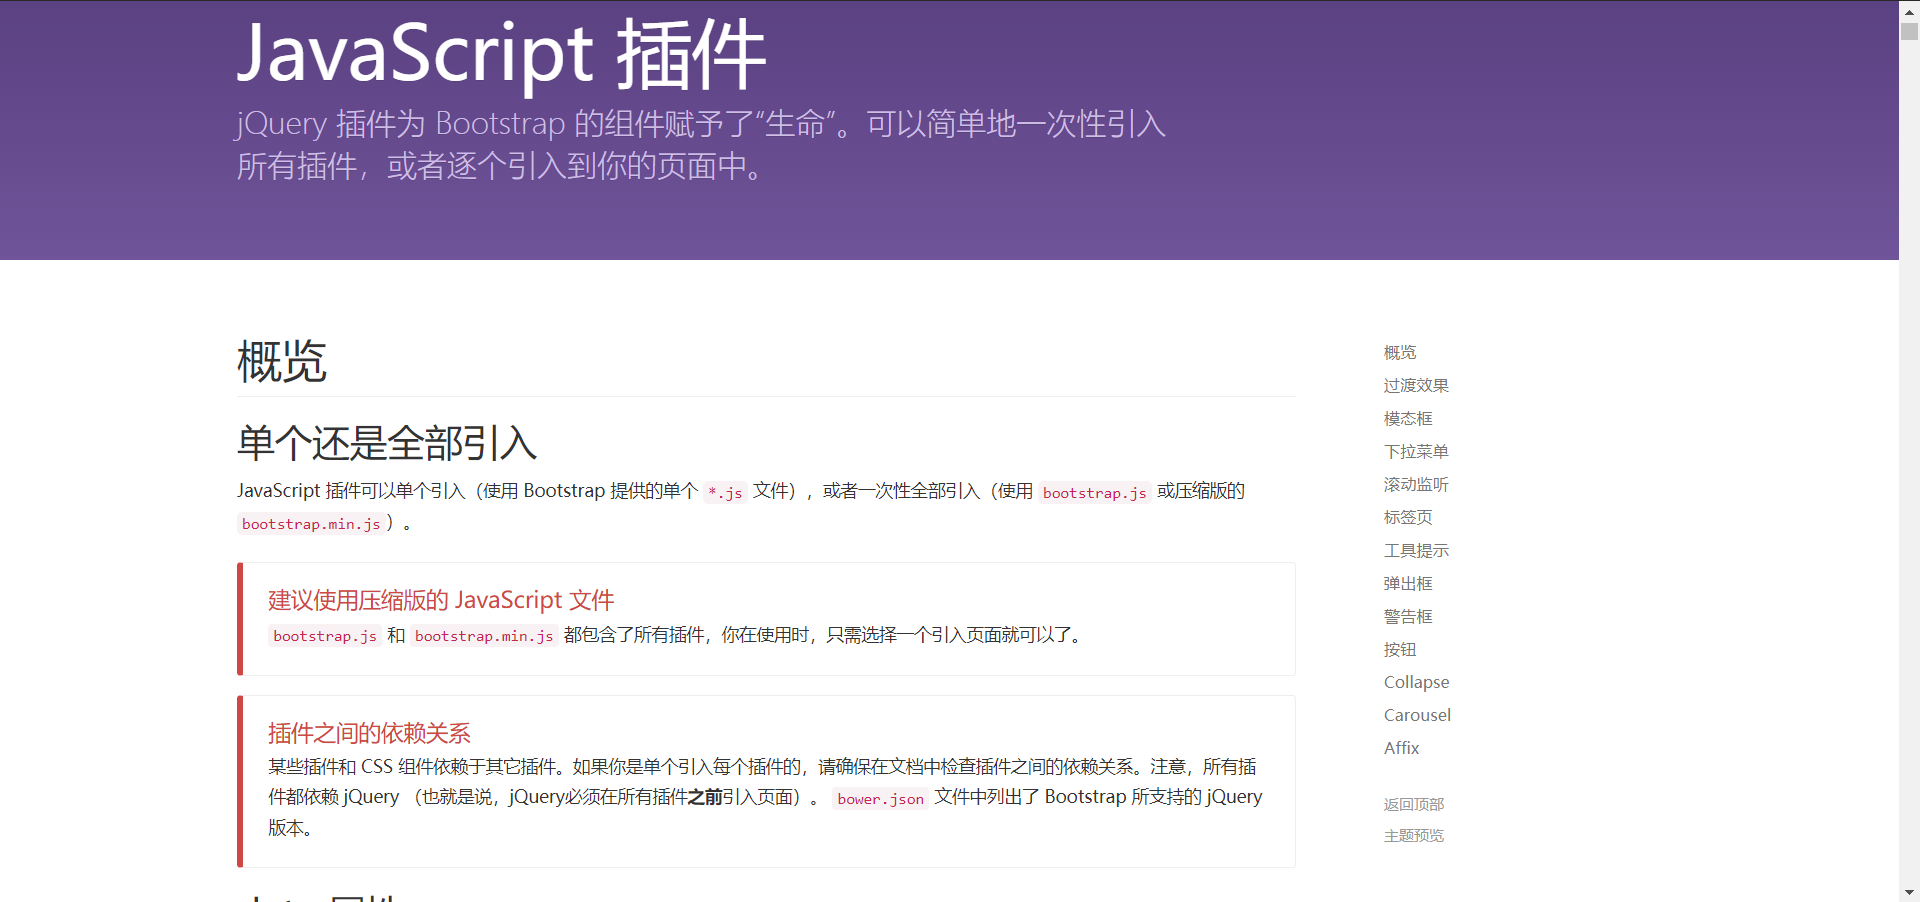 JavaScript 插件
jQuery 插件为 Bootstrap 的组件赋予了“生命”。可以简单地一次性引入
所有插件，或者逐个引入到你的页面中。
概览
单个还是全部引入
JavaScript 插件可以单个引入（使用 Bootstrap 提供的单个 *.js 文件），或者一次性全部引入（使用 bootstrap.js 或压缩版的
bootstrap.min.js）。
建议使用压缩版的 JavaScript 文件
bootstrap.js 和 bootstrap.min.js 都包含了所有插件，你在使用时，只需选择一个引入页面就可以了。
插件之间的依赖关系
某些插件和 CSS 组件依赖于其它插件。如果你是单个引入每个插件的，请确保在文档中检查插件之间的依赖关系。注意，所有插
件都依赖 jQuery （也就是说，jQuery必须在所有插件之前引入页面）。 bower.json 文件中列出了 Bootstrap 所支持的 jQuery
版本。
概览
过渡效果
模态框
下拉菜单
滚动监听
标签页
工具提示
弹出框
警告框
按钮
Collapse
Carousel
Affix
返回顶部
主题预览